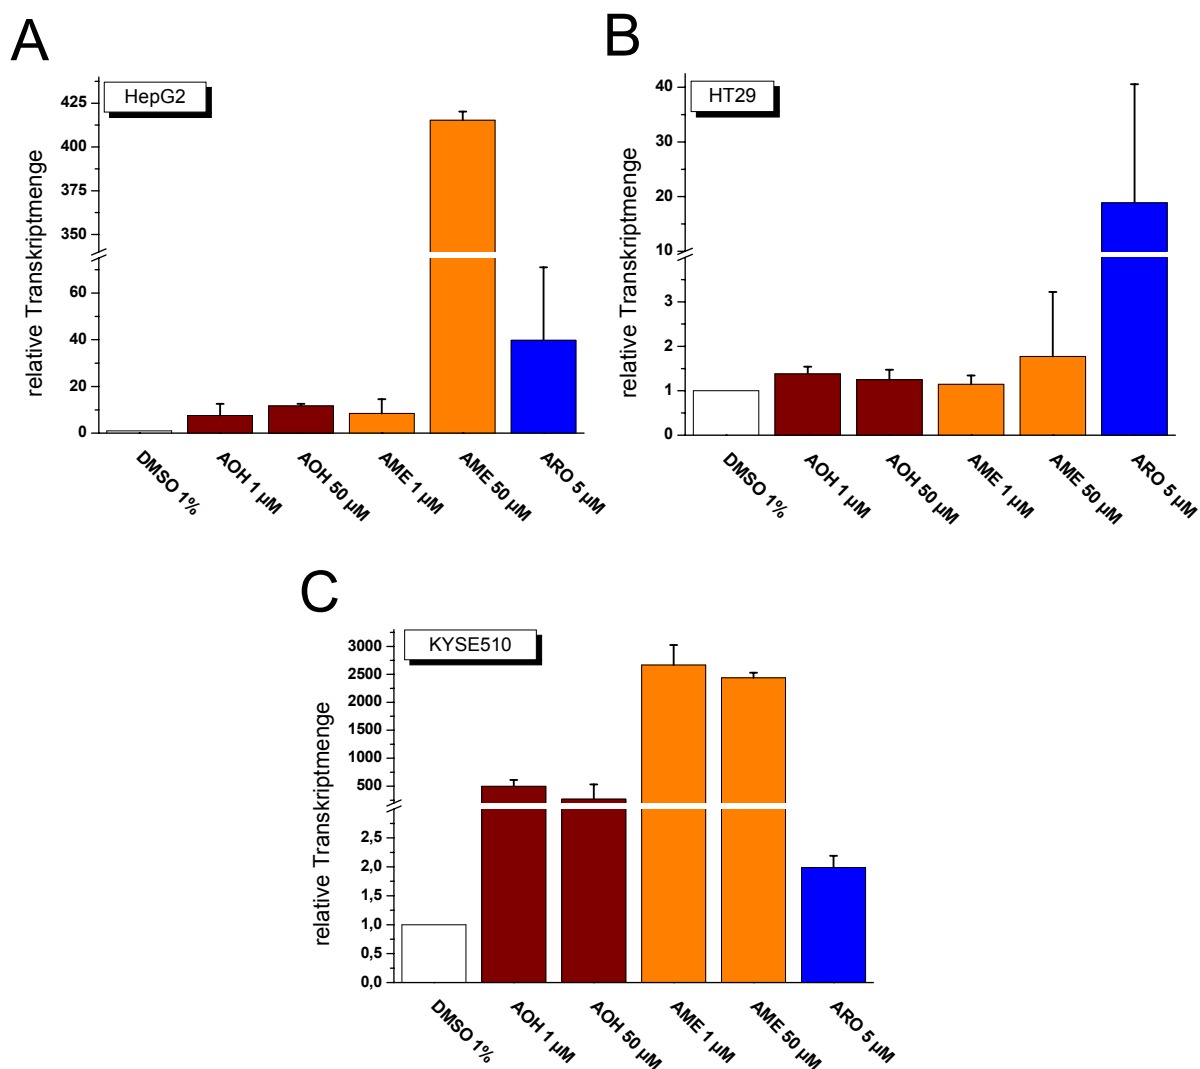 A
HepG2
relative Transkriptmenge
425
400
375
350
60
40
20
0
DMSO 1%
AOH 1 µM
AOH 50 µM
AME 1 µM
AME 50 µM
ARO 5 µM
B
HT29
relative Transkriptmenge
40
30
20
10
3
2
1
0
DMSO 1%
AOH 1 µM
AOH 50 µM
AME 1 µM
AME 50 µM
ARO 5 µM
C
KYSE510
relative Transkriptmenge
3000
2500
2000
1500
1000
500
2,5
2,0
1,5
1,0
0,5
0,0
DMSO 1%
AOH 1 µM
AOH 50 µM
AME 1 µM
AME 50 µM
ARO 5 µM